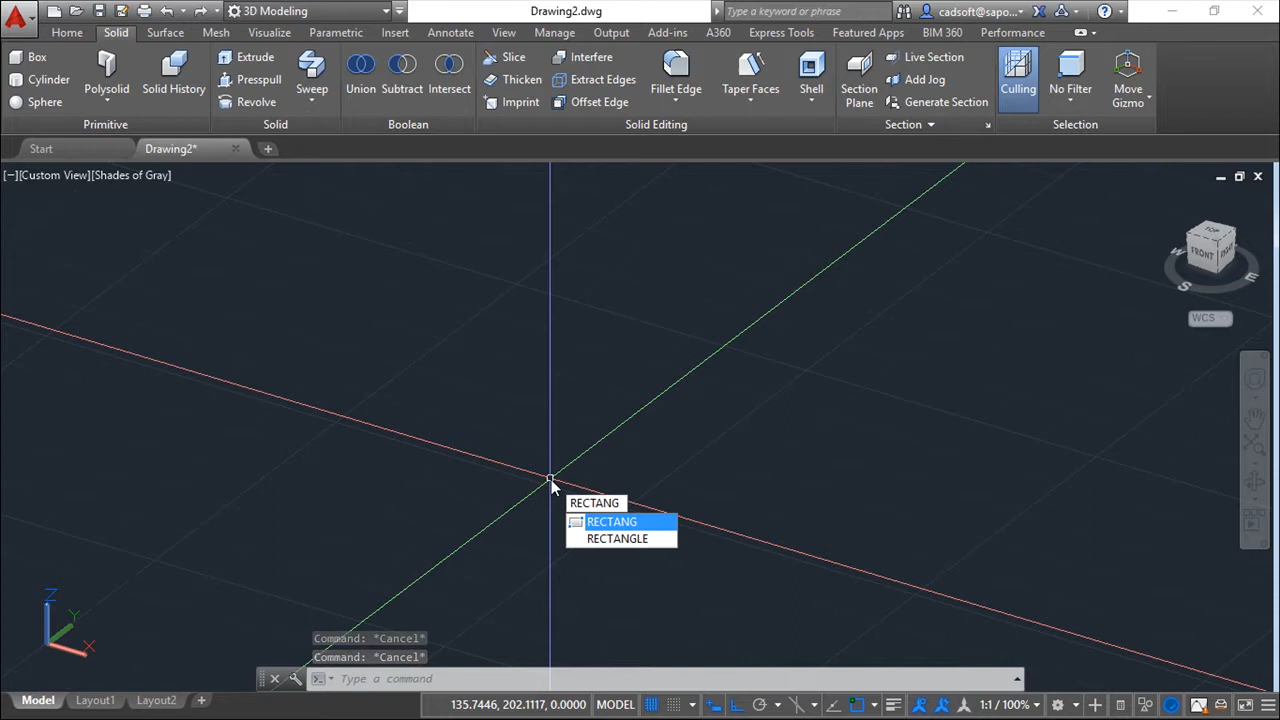 3D Modeling
Drawing2.dwg
Type a keyword or phrase
cadsoft@sapo...
Home Solid Surface Mesh Visualize Parametric Insert Annotate View Manage Output Add-ins A360 Express Tools Featured Apps BIM 360 Performance
Box
Cylinder
Sphere
Polysolid
Solid History
Primitive
Extrude
Presspull
Revolve
Sweep
Solid
Union
Subtract
Intersect
Boolean
Slice
Thicken
Imprint
Interfere
Extract Edges
Offset Edge
Fillet Edge
Taper Faces
Shell
Solid Editing
Section
Plane
Live Section
Add Jog
Generate Section
Section
Culling
No Filter
Move
Gizmo
Selection
Start
Drawing2*
[−][Custom View][Shades of Gray]
TOP
FRONT
RIGHT
W
S
E
WCS
RECTANG
RECTANG
RECTANGLE
Z
Y
X
Command: *Cancel*
Command: *Cancel*
Type a command
Model Layout1 Layout2
135.7446, 202.1117, 0.0000 MODEL
1:1 / 100%